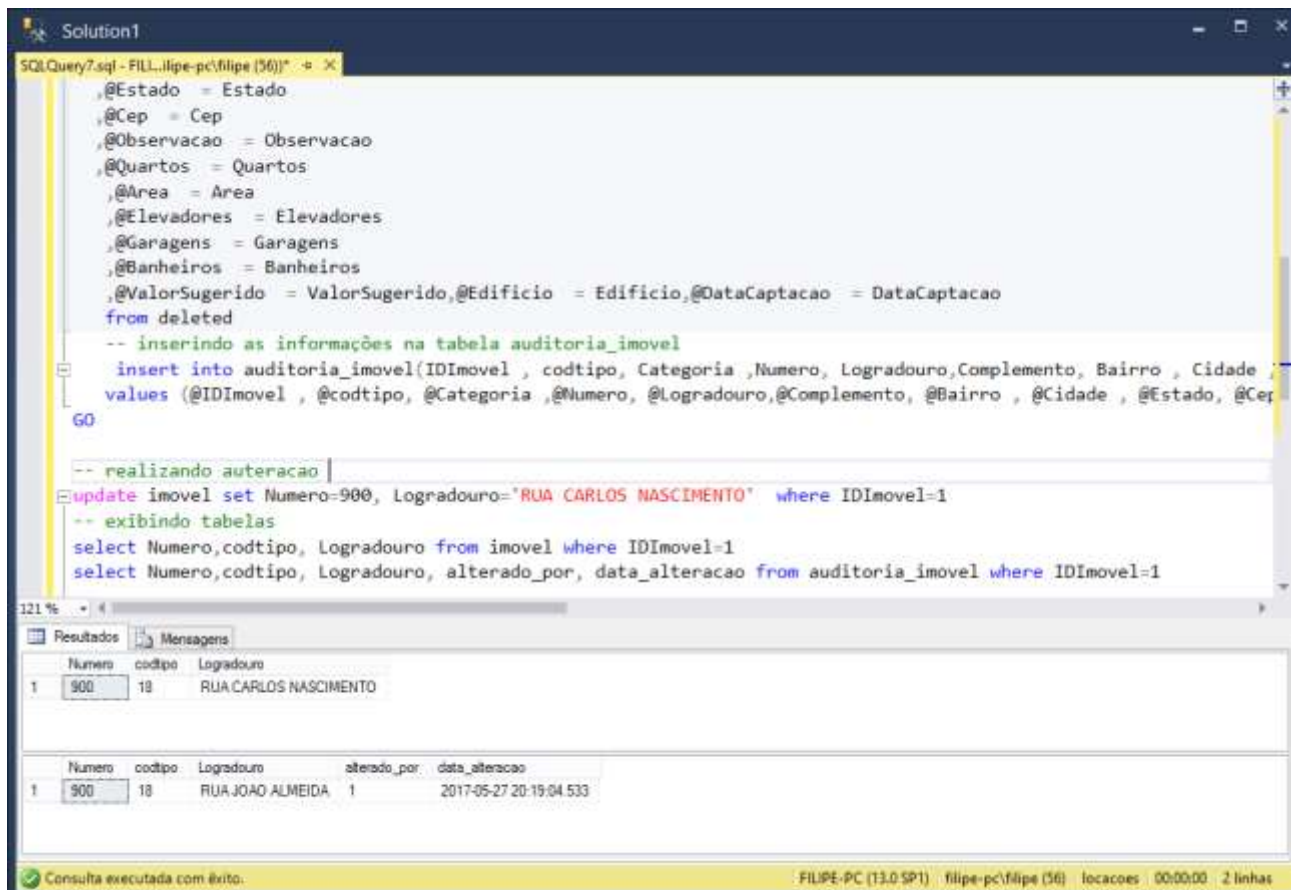 Solution1
SQLQuery7.sql - FILI...ilipe-pc\filipe (56))*
,@Estado = Estado
,@Cep = Cep
,@Observacao = Observacao
,@Quartos = Quartos
,@Area = Area
,@Elevadores = Elevadores
,@Garagens = Garagens
,@Banheiros = Banheiros
,@ValorSugerido = ValorSugerido,@Edificio = Edificio,@DataCaptacao = DataCaptacao
from deleted
-- inserindo as informações na tabela auditoria_imovel
insert into auditoria_imovel(IDImovel , codtipo, Categoria ,Numero, Logradouro,Complemento, Bairro , Cidade ,
values (@IDImovel , @codtipo, @Categoria ,@Numero, @Logradouro,@Complemento, @Bairro , @Cidade , @Estado, @Cep
GO
-- realizando auteracao
update imovel set Numero=900, Logradouro='RUA CARLOS NASCIMENTO' where IDImovel=1
-- exibindo tabelas
select Numero,codtipo, Logradouro from imovel where IDImovel=1
select Numero,codtipo, Logradouro, alterado_por, data_alteracao from auditoria_imovel where IDImovel=1
121 %
Resultados Mensagens
Numero codtipo Logradouro
1 900 18 RUA CARLOS NASCIMENTO
Numero codtipo Logradouro alterado_por data_alteracao
1 900 18 RUA JOAO ALMEIDA 1 2017-05-27 20:19:04.533
Consulta executada com êxito. FILIPE-PC (13.0 SP1) filipe-pc\filipe (56) locacoes 00:00:00 2 linhas